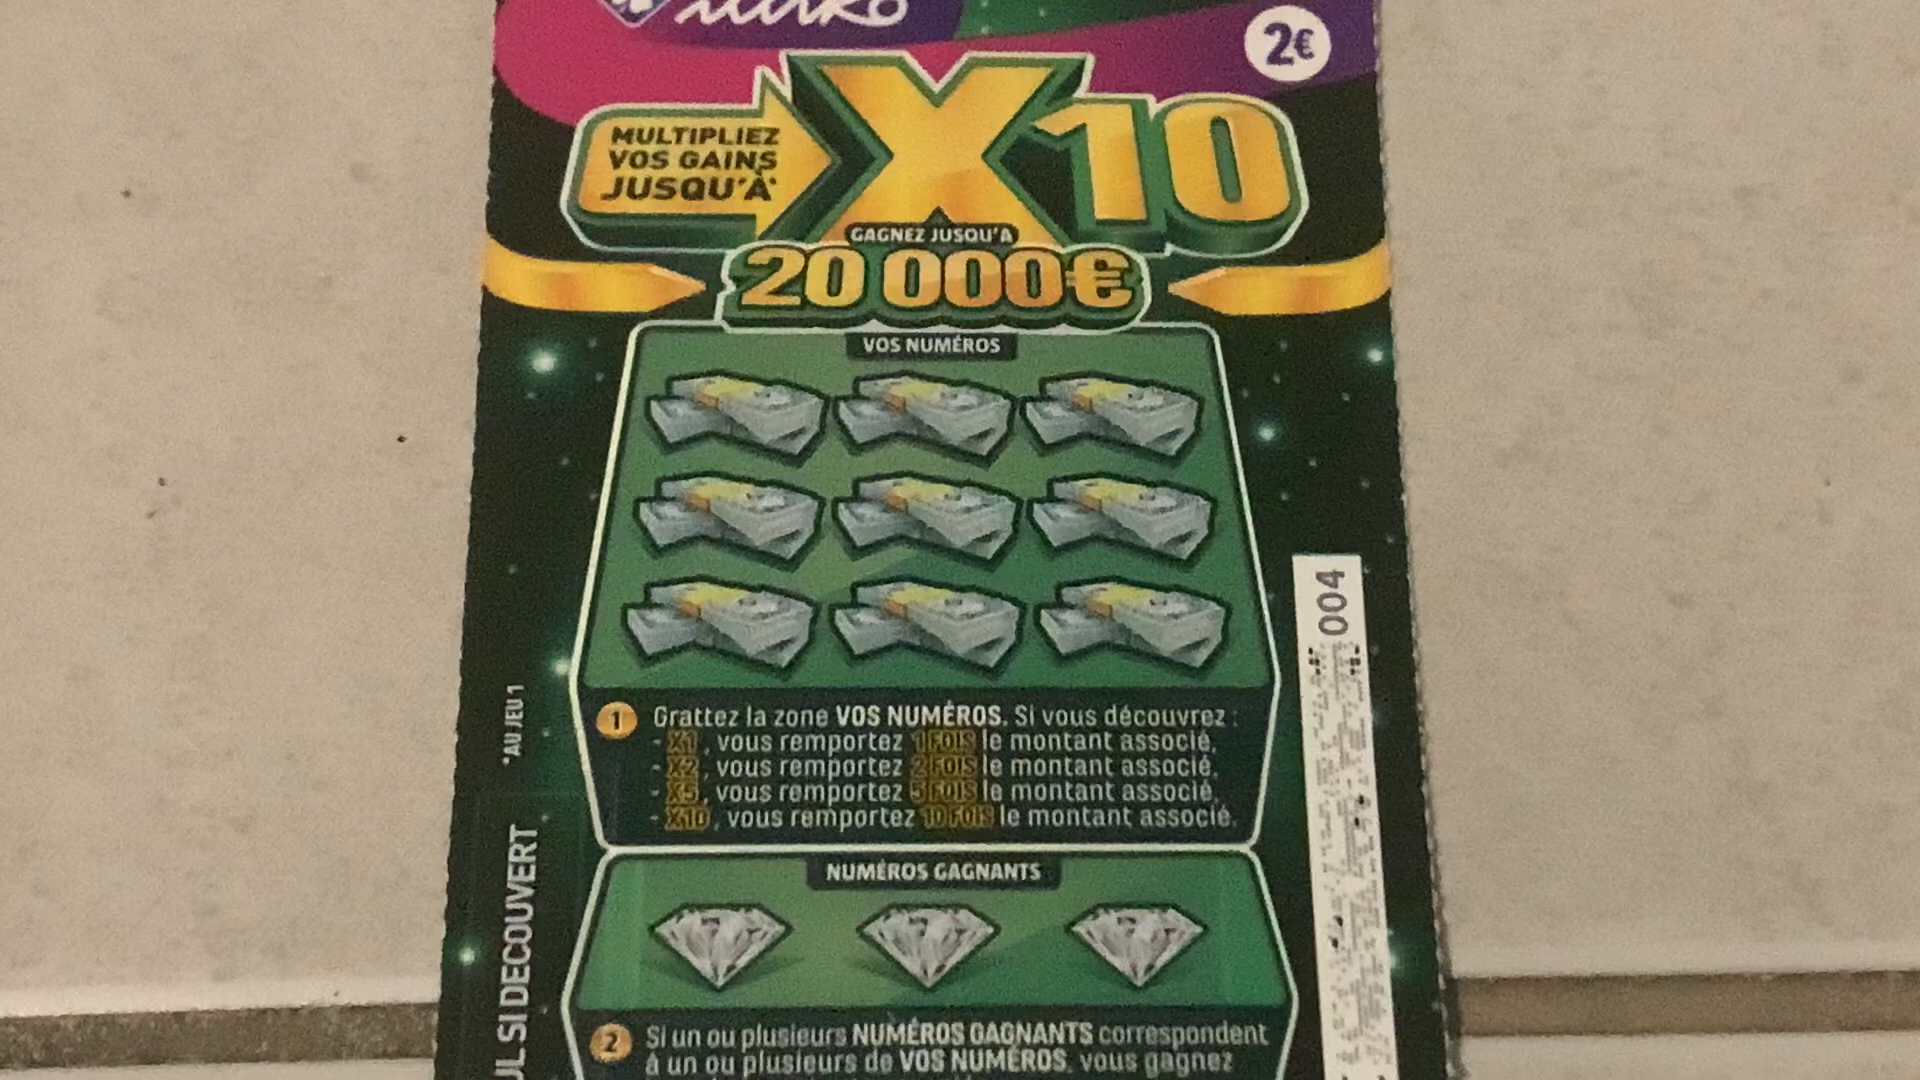 illiko
2€
MULTIPLIEZ
VOS GAINS
JUSQU'À*
X10
GAGNEZ JUSQU'A
20 000€
VOS NUMÉROS
1 Grattez la zone VOS NUMÉROS. Si vous découvrez :
- X1, vous remportez 1 FOIS le montant associé.
- X2, vous remportez 2 FOIS le montant associé.
- X5, vous remportez 5 FOIS le montant associé.
- X10, vous remportez 10 FOIS le montant associé.
NUMÉROS GAGNANTS
2 Si un ou plusieurs NUMÉROS GAGNANTS correspondent
à un ou plusieurs de VOS NUMÉROS, vous gagnez
*AU JEU 1
SI DECOUVERT
004